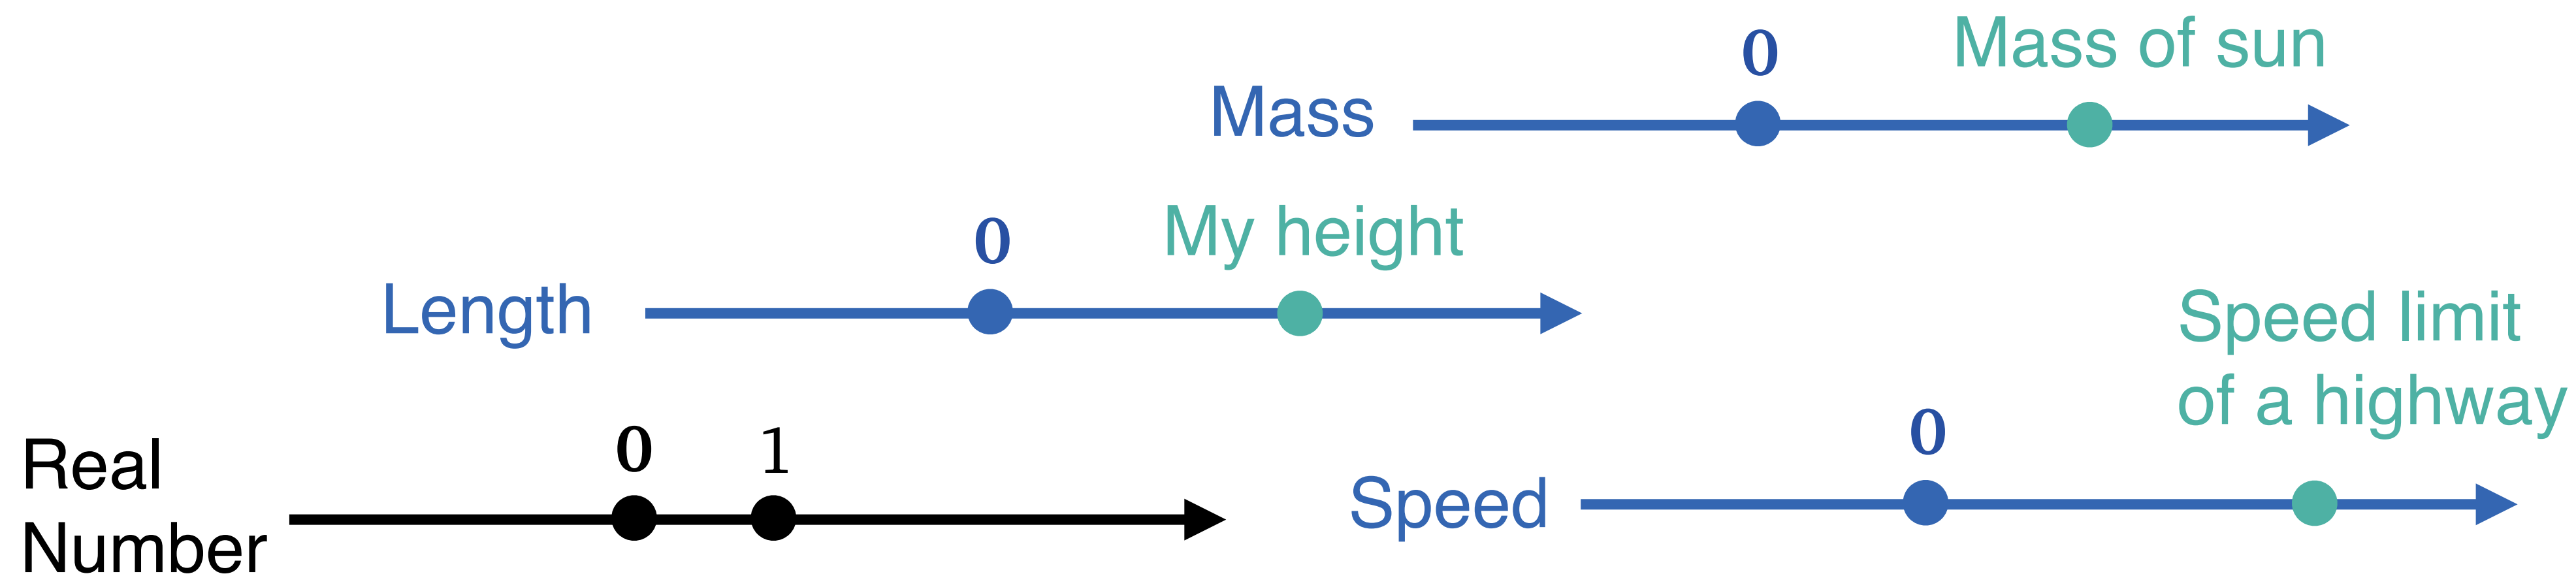 0
Mass of sun
Mass
0
My height
Length
Speed limit
of a highway
0
1
Real
Number
0
Speed